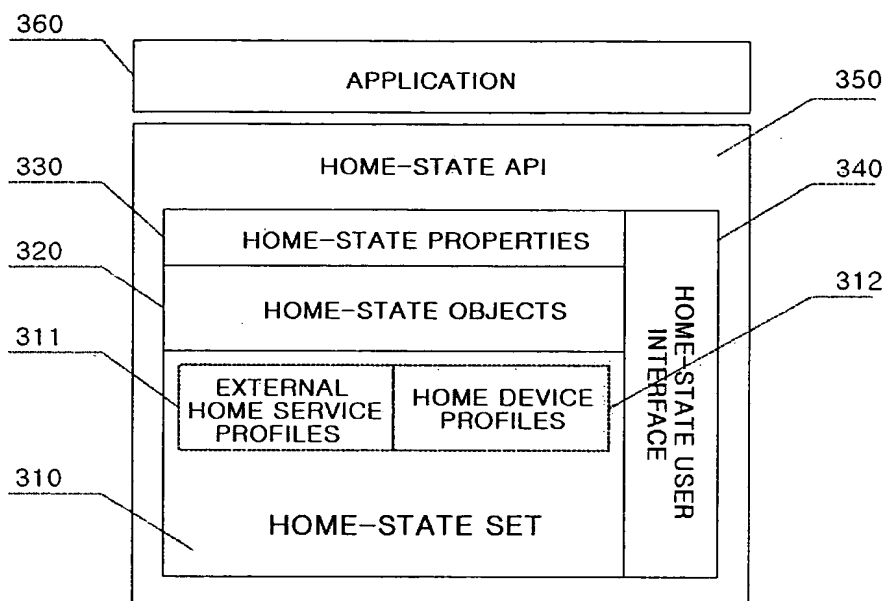 360
APPLICATION
350
HOME-STATE API
330
340
HOME-STATE PROPERTIES
320
HOME-STATE OBJECTS
312
311
EXTERNAL
HOME SERVICE
PROFILES
HOME DEVICE
PROFILES
HOME-STATE USER
INTERFACE
310
HOME-STATE SET